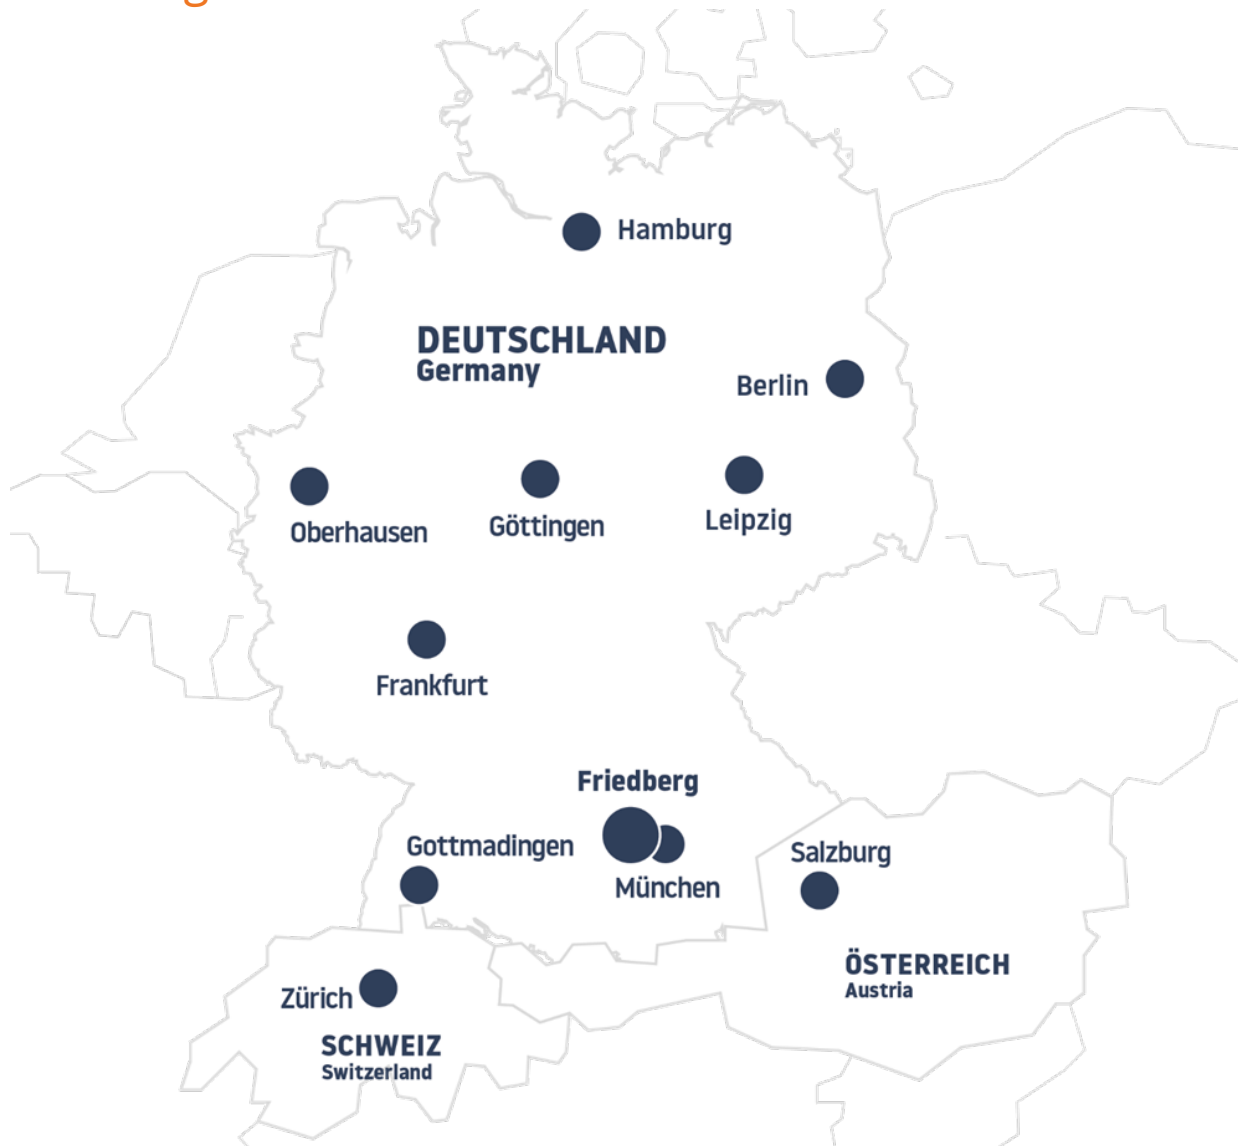 Hamburg
DEUTSCHLAND
Germany
Berlin
Oberhausen
Göttingen
Leipzig
Frankfurt
Friedberg
Gottmadingen
München
Salzburg
ÖSTERREICH
Austria
Zürich
SCHWEIZ
Switzerland